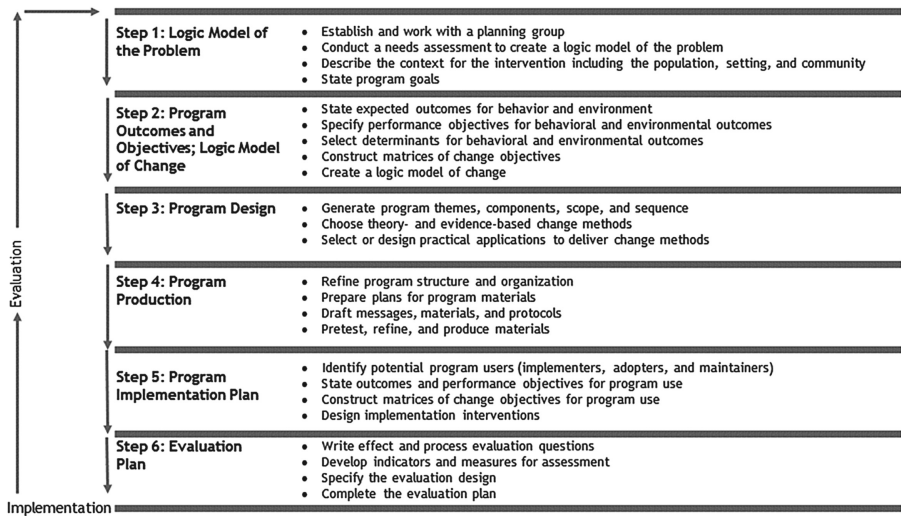 Step 1: Logic Model of
the Problem
• Establish and work with a planning group
• Conduct a needs assessment to create a logic model of the problem
• Describe the context for the intervention including the population, setting, and community
• State program goals
Step 2: Program
Outcomes and
Objectives; Logic Model
of Change
• State expected outcomes for behavior and environment
• Specify performance objectives for behavioral and environmental outcomes
• Select determinants for behavioral and environmental outcomes
• Construct matrices of change objectives
• Create a logic model of change
Step 3: Program Design
• Generate program themes, components, scope, and sequence
• Choose theory- and evidence-based change methods
• Select or design practical applications to deliver change methods
Step 4: Program
Production
• Refine program structure and organization
• Prepare plans for program materials
• Draft messages, materials, and protocols
• Pretest, refine, and produce materials
Step 5: Program
Implementation Plan
• Identify potential program users (implementers, adopters, and maintainers)
• State outcomes and performance objectives for program use
• Construct matrices of change objectives for program use
• Design implementation interventions
Step 6: Evaluation
Plan
• Write effect and process evaluation questions
• Develop indicators and measures for assessment
• Specify the evaluation design
• Complete the evaluation plan
Evaluation
Implementation